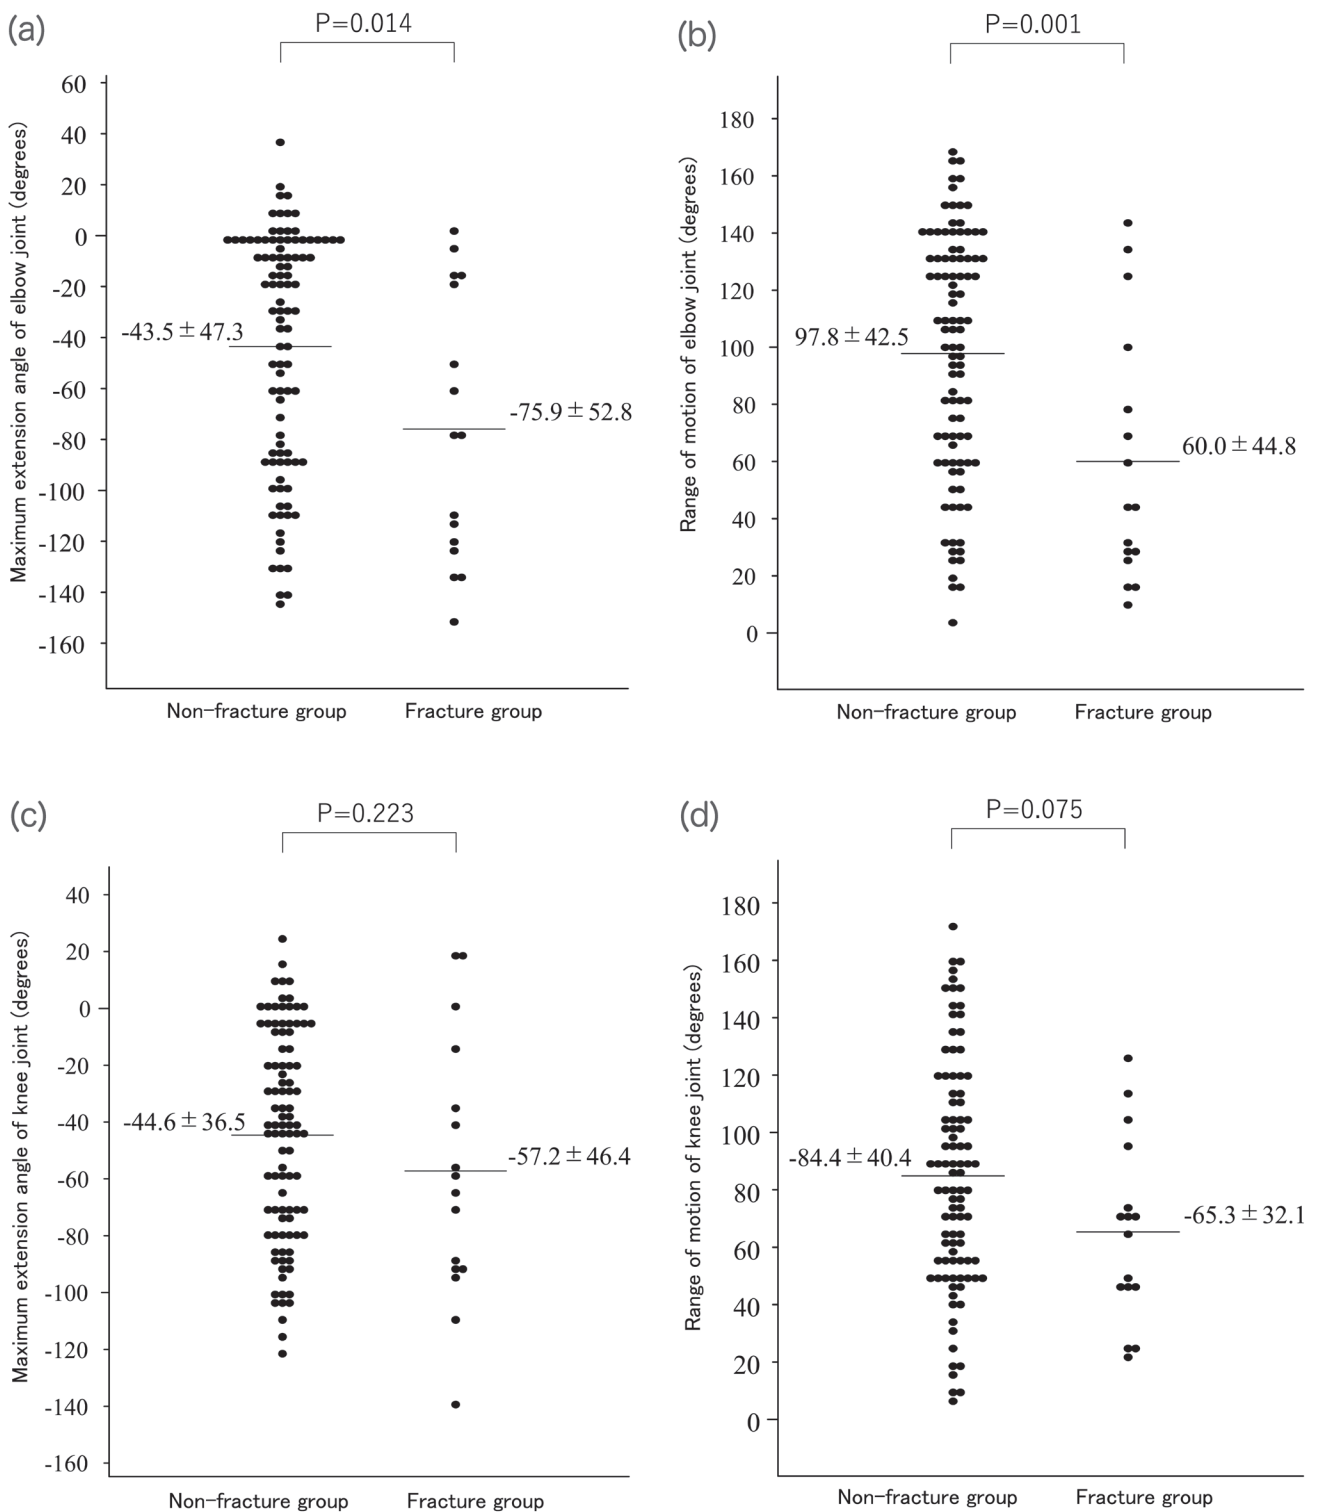 (a)
P=0.014
Maximum extension angle of elbow joint (degrees)
60
40
20
0
-20
-40
-60
-80
-100
-120
-140
-160
-43.5±47.3
-75.9±52.8
Non-fracture group
Fracture group
(b)
P=0.001
Range of motion of elbow joint (degrees)
180
160
140
120
100
80
60
40
20
0
97.8±42.5
60.0±44.8
Non-fracture group
Fracture group
(c)
P=0.223
Maximum extension angle of knee joint (degrees)
40
20
0
-20
-40
-60
-80
-100
-120
-140
-160
-44.6±36.5
-57.2±46.4
Non-fracture group
Fracture group
(d)
P=0.075
Range of motion of knee joint (degrees)
180
160
140
120
100
80
60
40
20
0
-84.4±40.4
-65.3±32.1
Non-fracture group
Fracture group